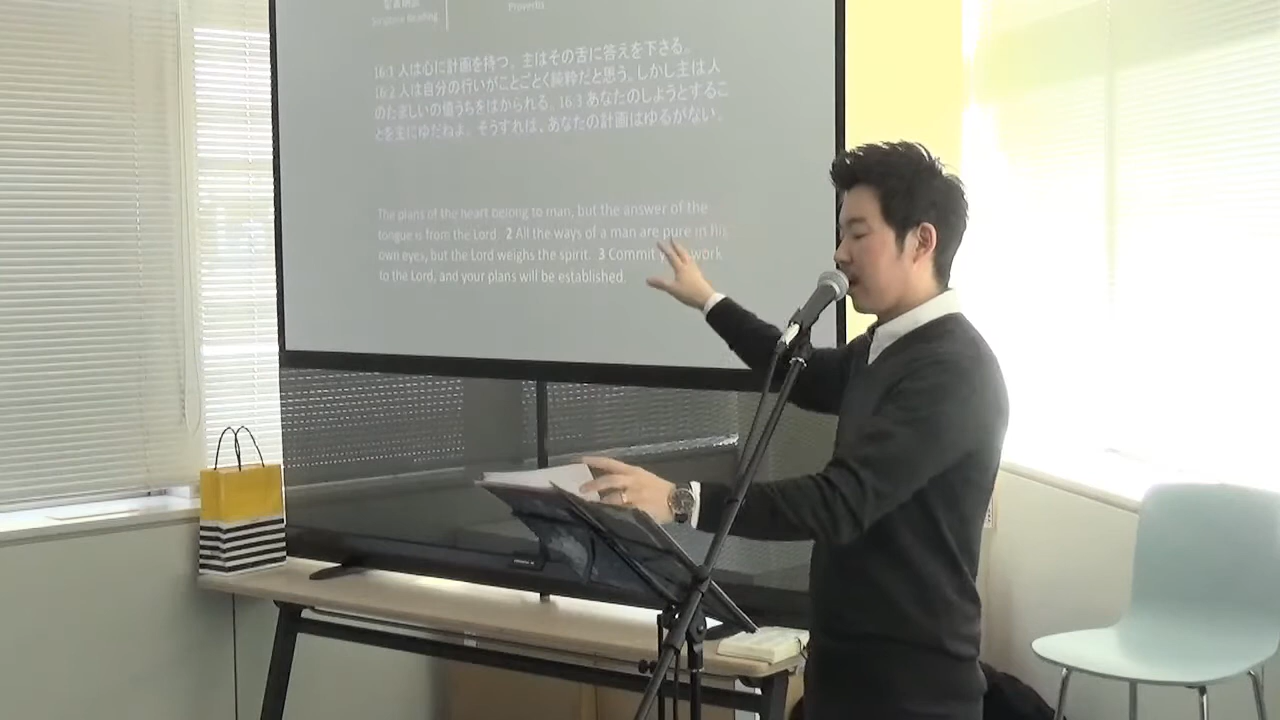 聖書朗読
Scripture Reading
Proverbs
16:1 人は心に計画を持つ。主はその舌に答えを下さる。
16:2 人は自分の行いがことごとく純粋だと思う。しかし主は人
のたましいの値うちをはかられる。16:3 あなたのしようとするこ
とを主にゆだねよ。そうすれば、あなたの計画はゆるがない。
The plans of the heart belong to man, but the answer of the
tongue is from the Lord. 2 All the ways of a man are pure in his
own eyes, but the Lord weighs the spirit. 3 Commit work
to the Lord, and your plans will be established.